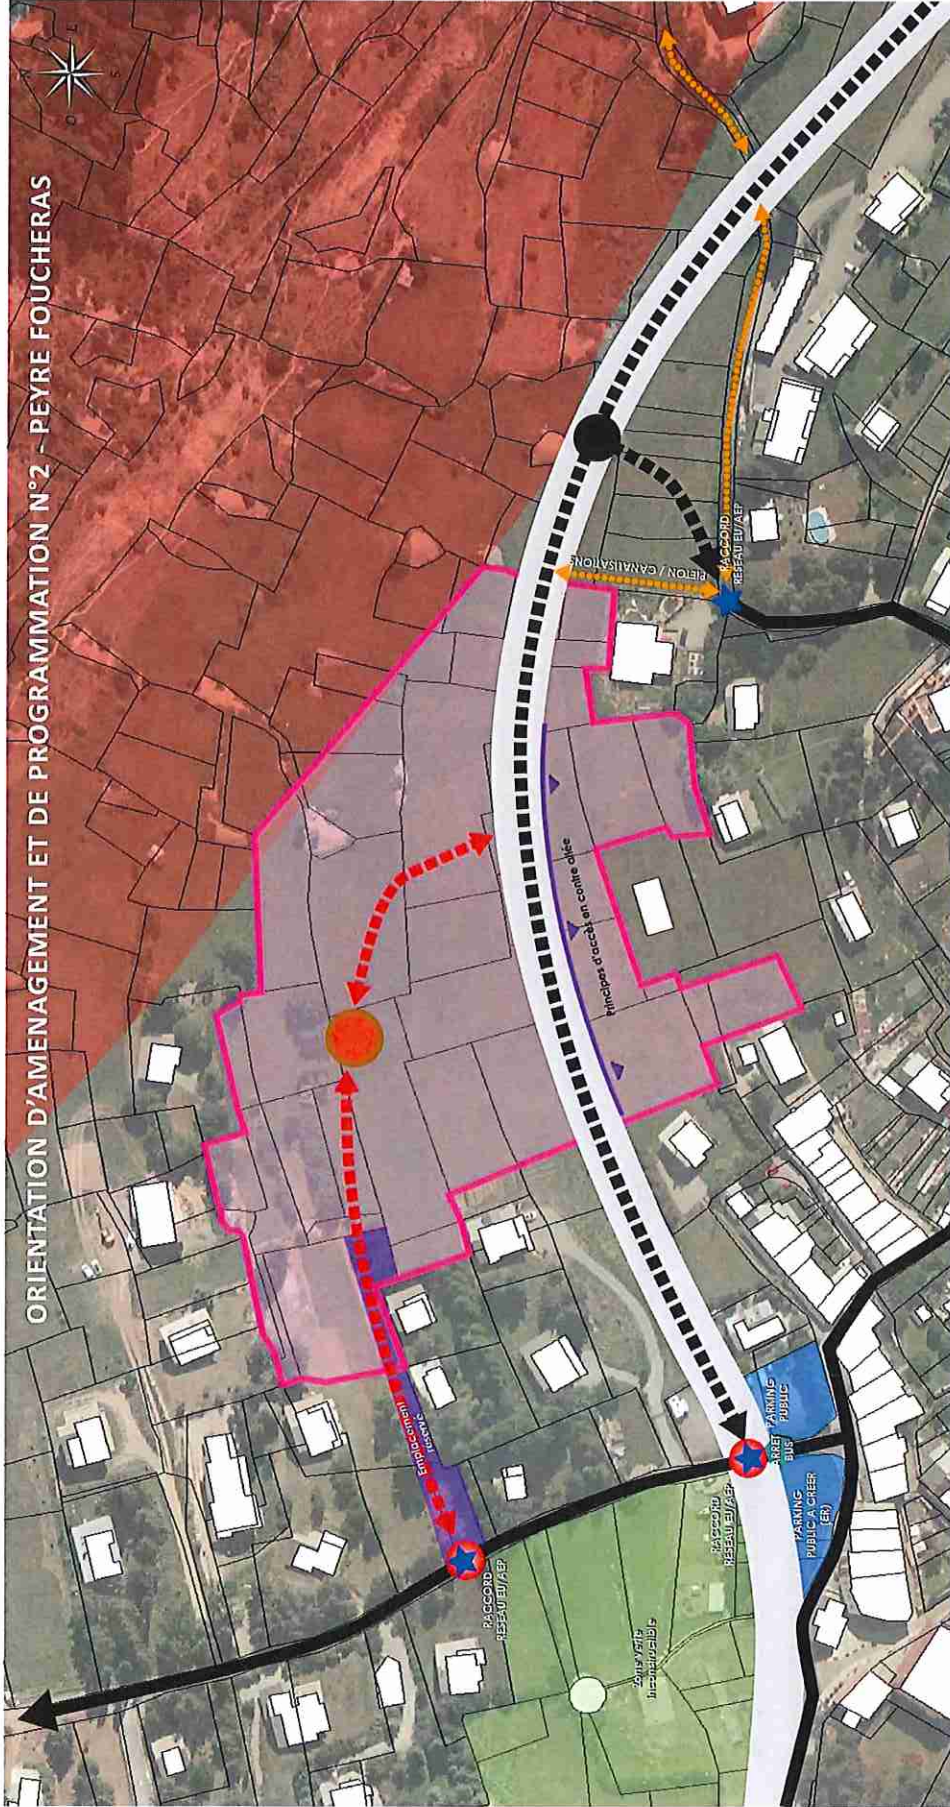 ORIENTATION D'AMENAGEMENT ET DE PROGRAMMATION N°2 - PEYRE FOUCHERAS
N
E
S
O
Emplacement
réservé
RACCORD
RESEAU EU/AEP
Zone verte
Inconstructible
RACCORD
RESEAU EU/AEP
ARRET
BUS
PARKING
PUBLIC
PARKING
PUBLIC A CREER
(ER)
Principes d'accès en contre allée
PIETON / CANALISATIONS
RACCORD
RESEAU EU/AEP